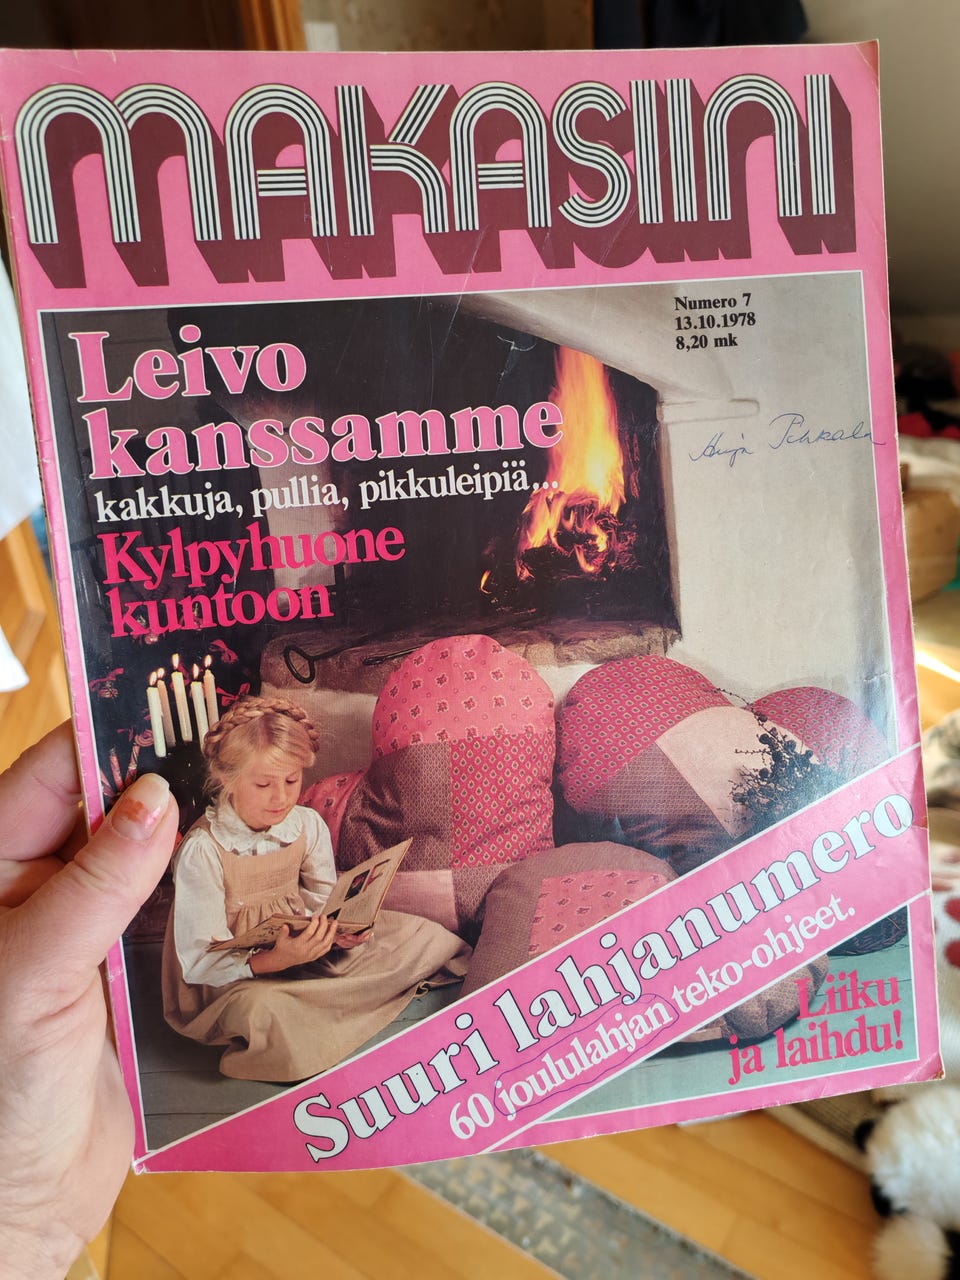 MAKASIINI
Numero 7
13.10.1978
8,20 mk
Leivo
kanssamme
kakkuja, pullia, pikkuleipiä,..
Kylpyhuone
kuntoon
Suuri lahjanumero
60 joululahjan teko-ohjeet.
Liiku
ja laihdu!